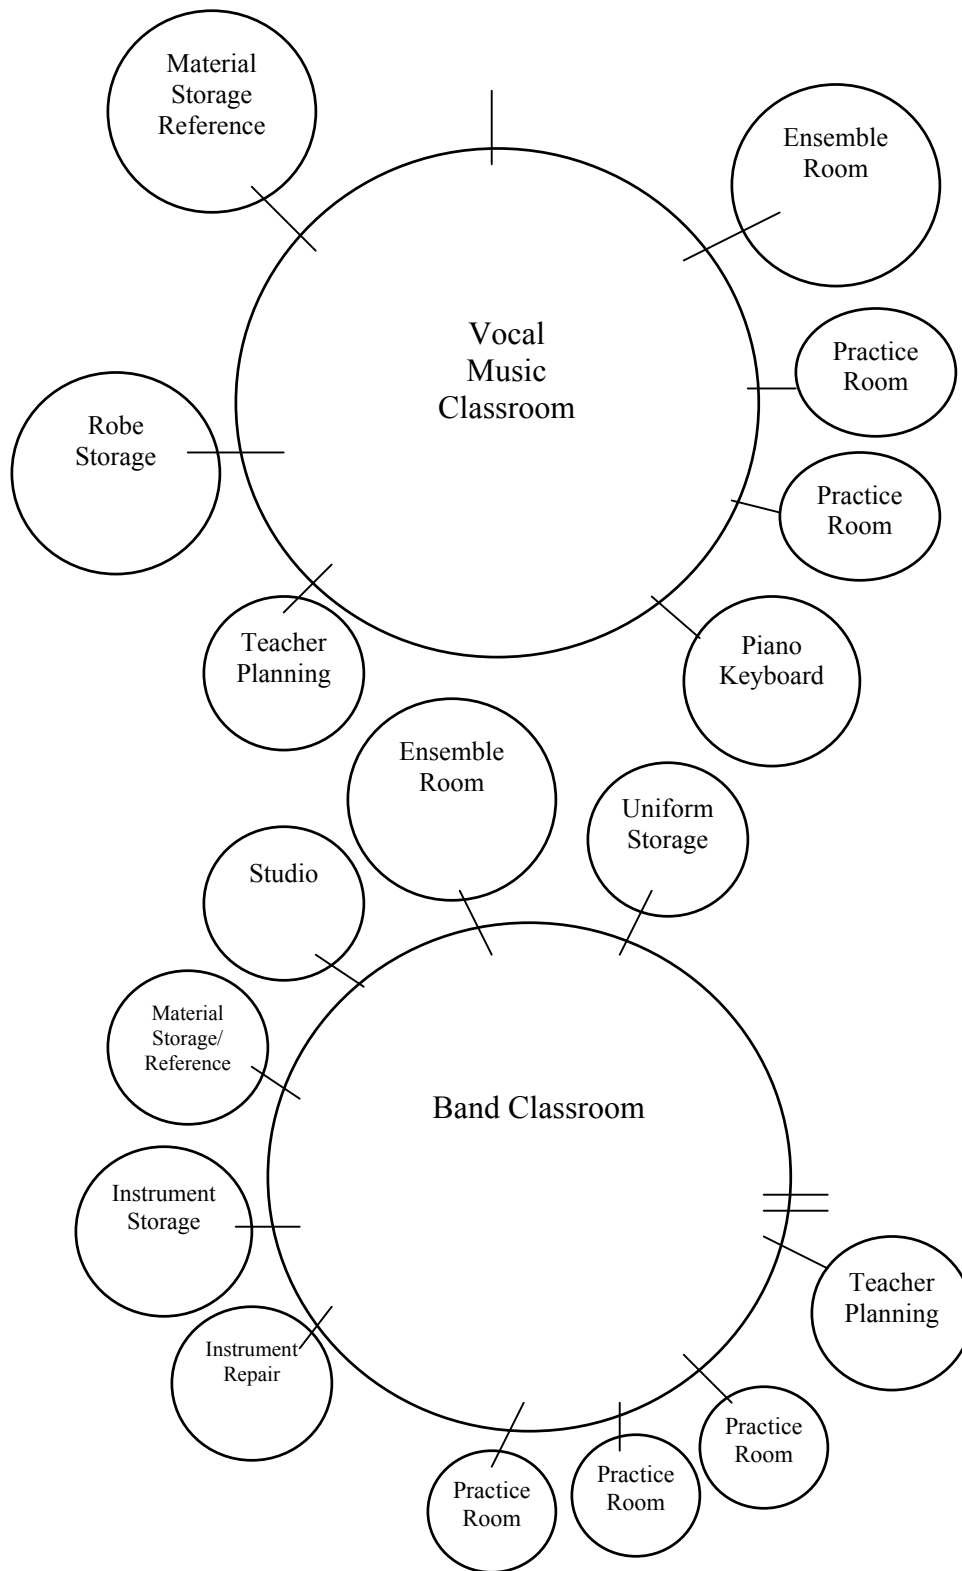 Material
Storage
Reference
Ensemble
Room
Vocal
Music
Classroom
Practice
Room
Robe
Storage
Practice
Room
Teacher
Planning
Piano
Keyboard
Ensemble
Room
Uniform
Storage
Studio
Material
Storage/
Reference
Band Classroom
Instrument
Storage
Teacher
Planning
Instrument
Repair
Practice
Room
Practice
Room
Practice
Room